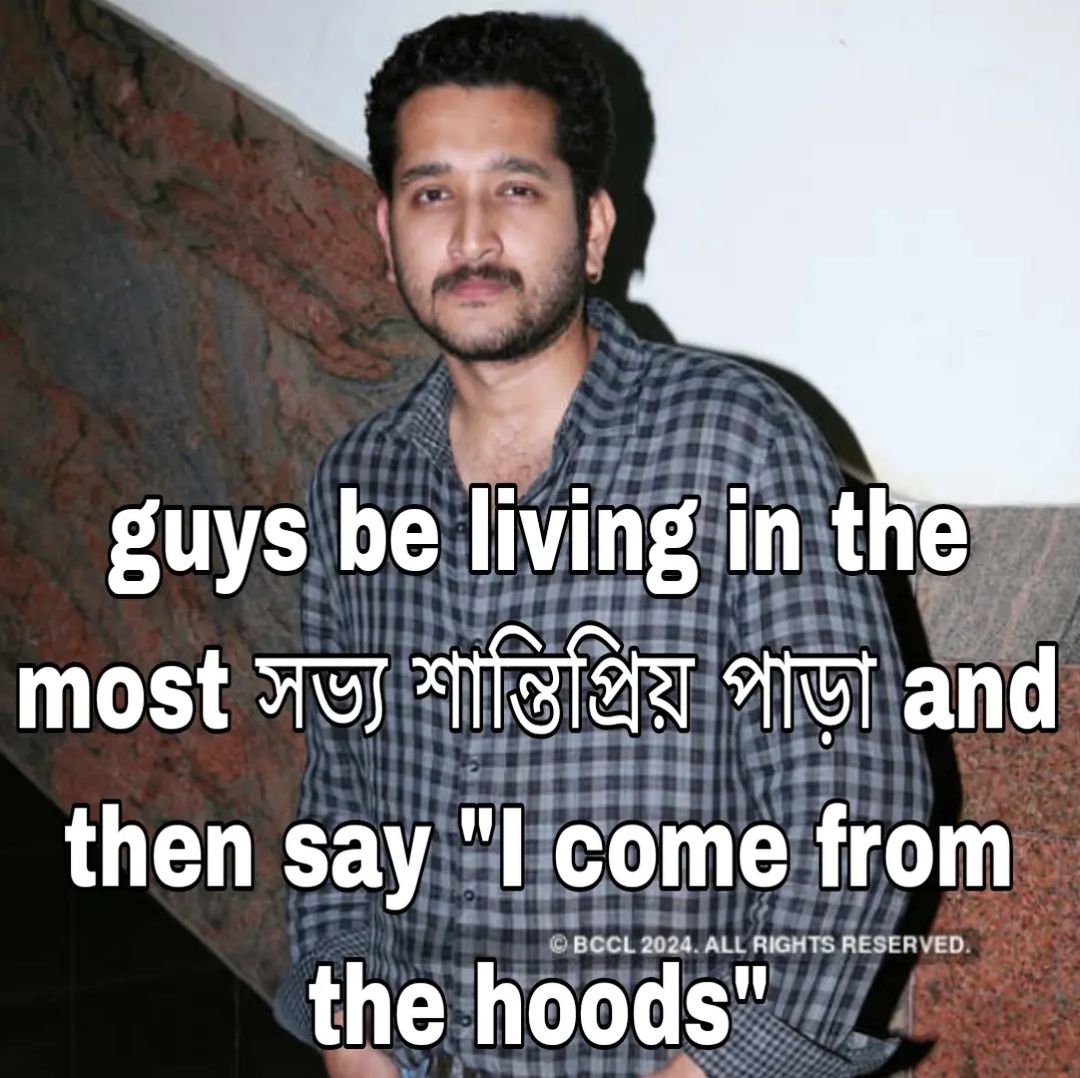 guys be living in the
most সভ্য শান্তিপ্রিয় পাড়া and
then say "I come from
© BCCL 2024. ALL RIGHTS RESERVED.
the hoods"